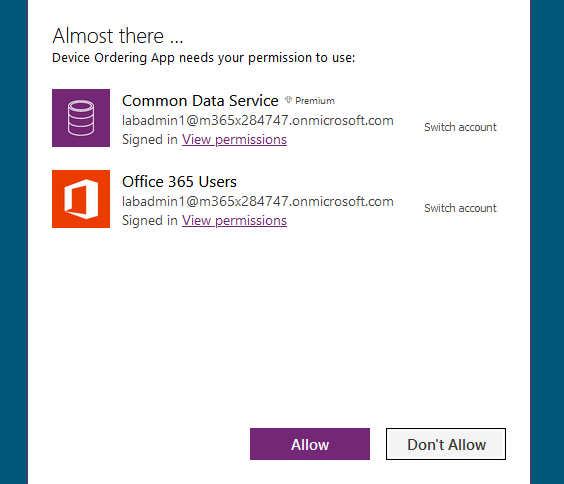 Almost there ...
Device Ordering App needs your permission to use:
Common Data Service Premium
labadmin1@m365x284747.onmicrosoft.com
Switch account
Signed in View permissions
Office 365 Users
labadmin1@m365x284747.onmicrosoft.com
Switch account
Signed in View permissions
Allow
Don't Allow